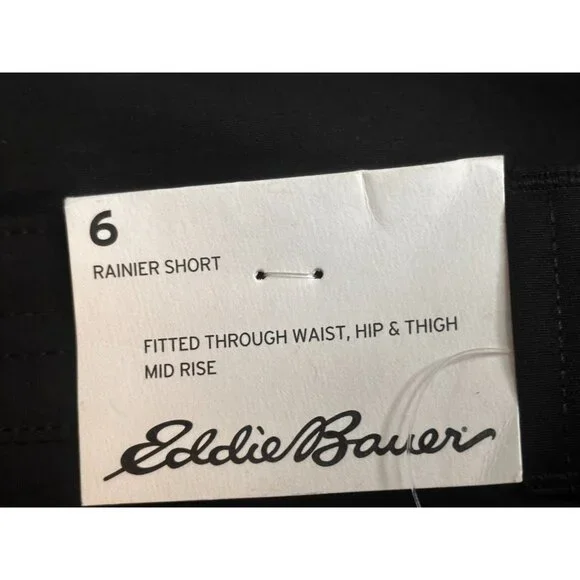 6
RAINIER SHORT
FITTED THROUGH WAIST, HIP & THIGH
MID RISE
Eddie Bauer